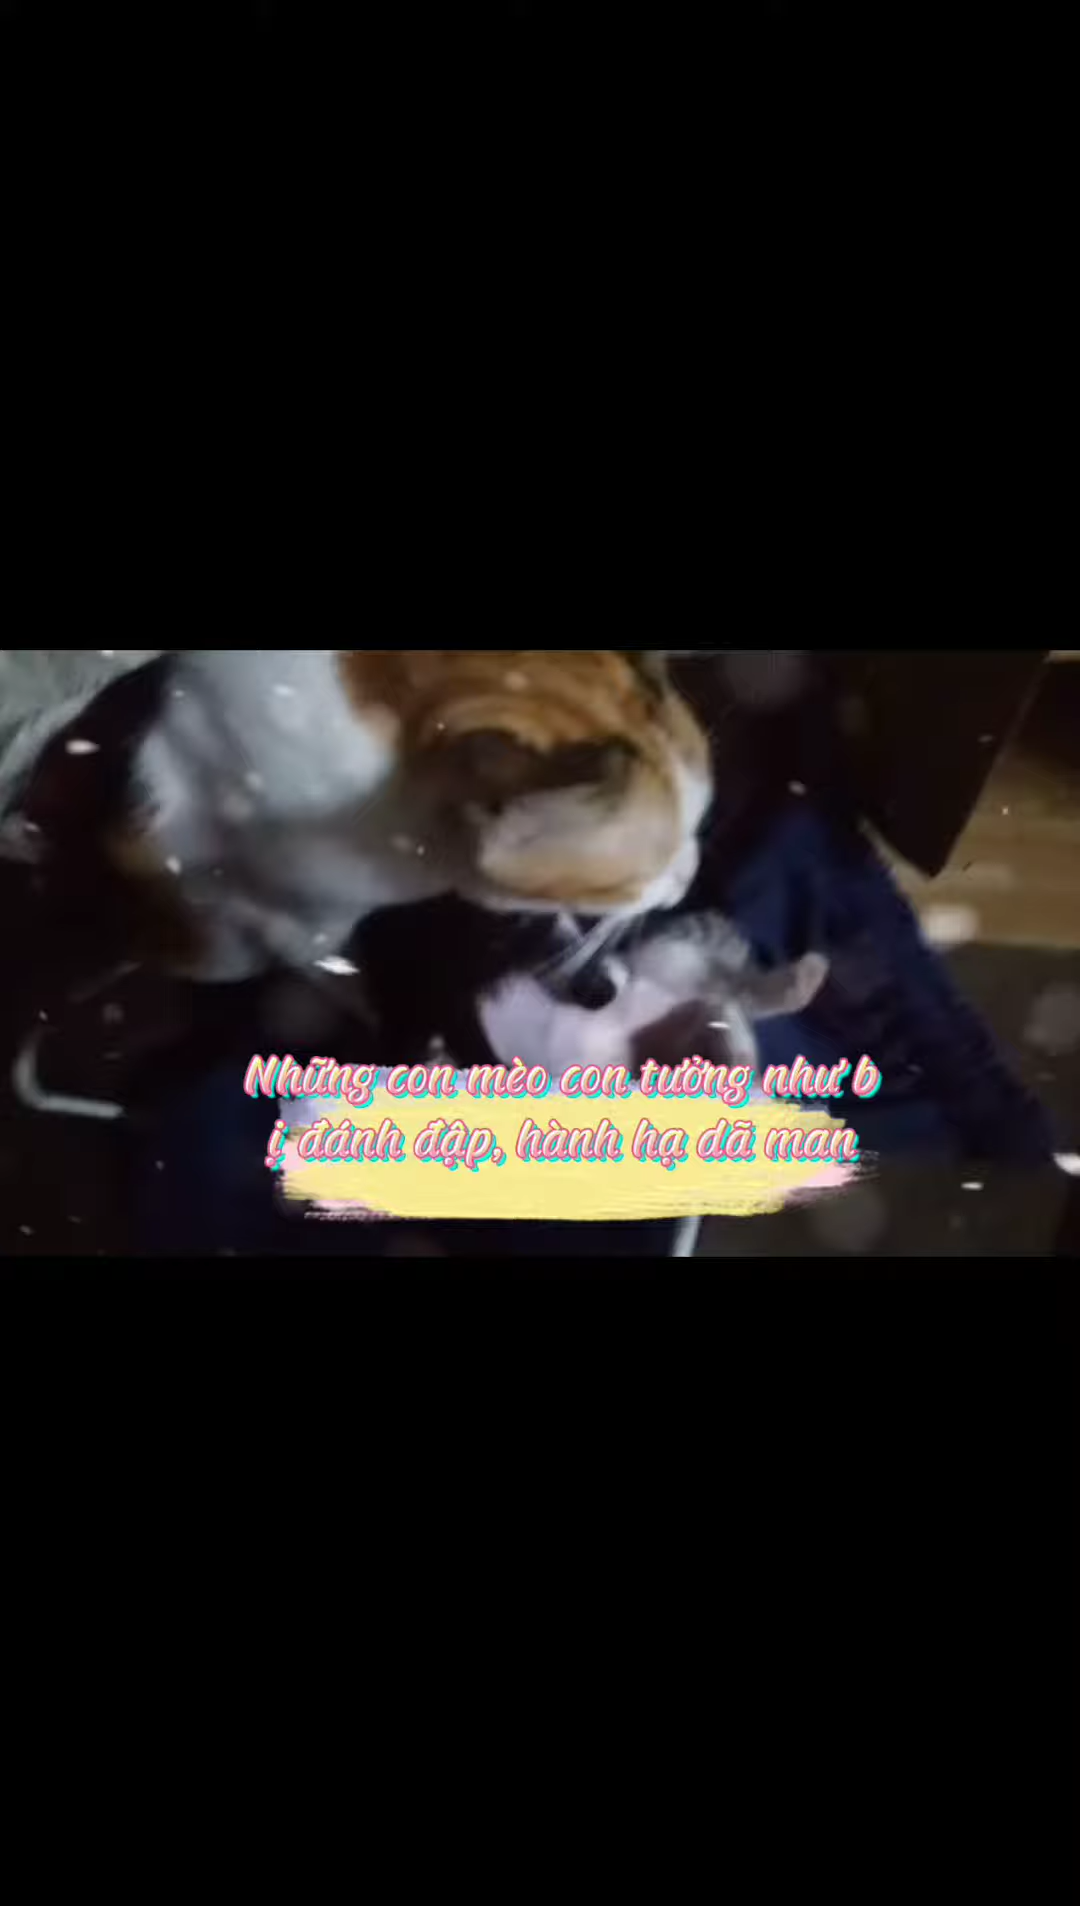 Những con mèo con tưởng như b
ị đánh đập, hành hạ dã man